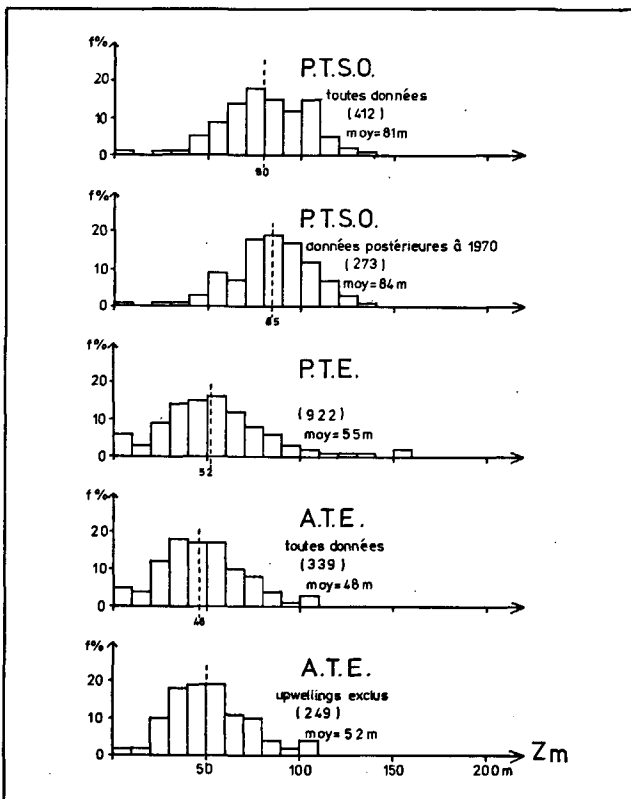 f%
P.T.S.O.
toutes données
(412)
moy=81m
20
10
0
80
f%
P.T.S.O.
données postérieures à 1970
(273)
moy=84m
20
10
0
85
f%
P.T.E.
(922)
moy=55m
20
10
0
52
f%
A.T.E.
toutes données
(339)
moy=48m
20
10
0
46
f%
A.T.E.
upwellings exclus
(249)
moy=52m
20
10
0
50
100
200m
Zm